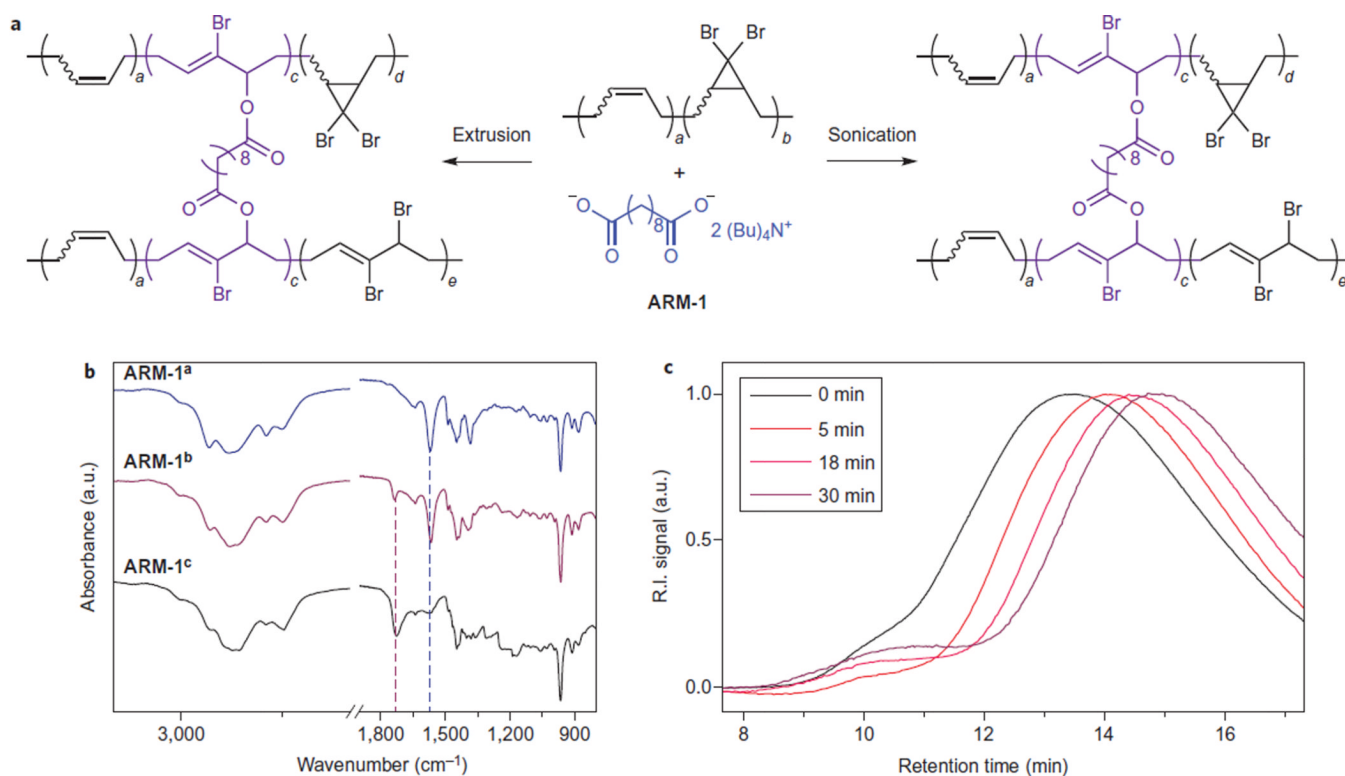 a
Br
Br Br
a
c
d
O
O
8
Br Br
Extrusion
a
b
Sonication
+
−O
8
O−
2 (Bu)4N+
O
O
ARM-1
O
O
Br
a
c
e
Br
Br
Br
a
c
d
O
O
8
Br Br
O
O
Br
a
c
e
Br
Br
b
ARM-1a
ARM-1b
ARM-1c
Absorbance (a.u.)
3,000
1,800
1,500
1,200
900
Wavenumber (cm−1)
c
0 min
5 min
18 min
30 min
R.I. signal (a.u.)
1.0
0.5
0.0
8
10
12
14
16
Retention time (min)